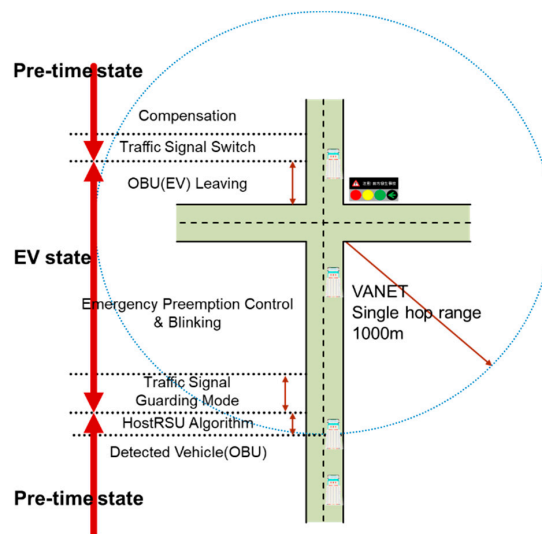 Pre-time state
Compensation
Traffic Signal Switch
OBU(EV) Leaving
EV state
VANET
Single hop range
1000m
Emergency Preemption Control
& Blinking
Traffic Signal
Guarding Mode
HostRSU Algorithm
Detected Vehicle(OBU)
Pre-time state